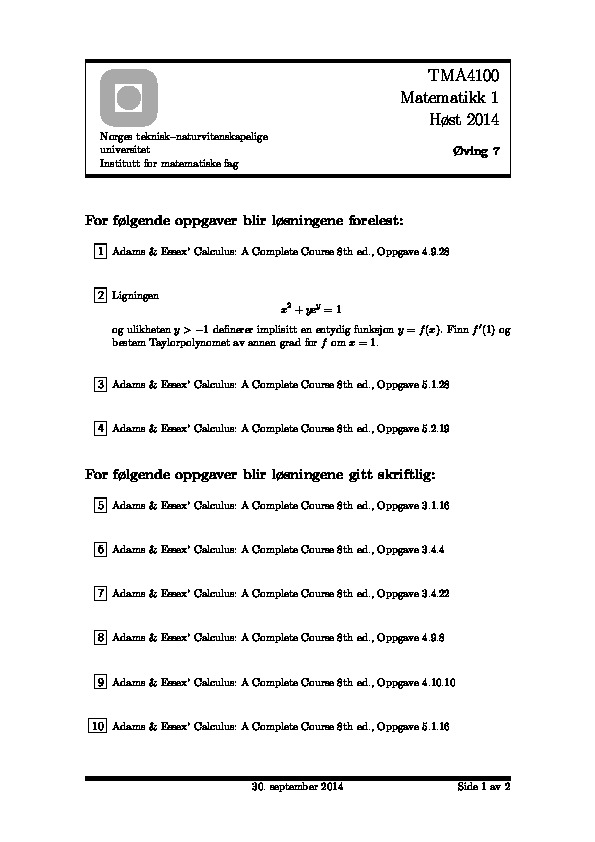 TMA4100
Matematikk 1
Høst 2014
Norges teknisk–naturvitenskapelige
universitet
Institutt for matematiske fag
Øving 7
For følgende oppgaver blir løsningene forelest:
1 Adams & Essex' Calculus: A Complete Course 8th ed., Oppgave 4.9.28
2 Ligningen
x² + yeʸ = 1
og ulikheten y > −1 definerer implisitt en entydig funksjon y = f(x). Finn f′(1) og
bestem Taylorpolynomet av annen grad for f om x = 1.
3 Adams & Essex' Calculus: A Complete Course 8th ed., Oppgave 5.1.28
4 Adams & Essex' Calculus: A Complete Course 8th ed., Oppgave 5.2.19
For følgende oppgaver blir løsningene gitt skriftlig:
5 Adams & Essex' Calculus: A Complete Course 8th ed., Oppgave 3.1.16
6 Adams & Essex' Calculus: A Complete Course 8th ed., Oppgave 3.4.4
7 Adams & Essex' Calculus: A Complete Course 8th ed., Oppgave 3.4.22
8 Adams & Essex' Calculus: A Complete Course 8th ed., Oppgave 4.9.8
9 Adams & Essex' Calculus: A Complete Course 8th ed., Oppgave 4.10.10
10 Adams & Essex' Calculus: A Complete Course 8th ed., Oppgave 5.1.16
30. september 2014 Side 1 av 2